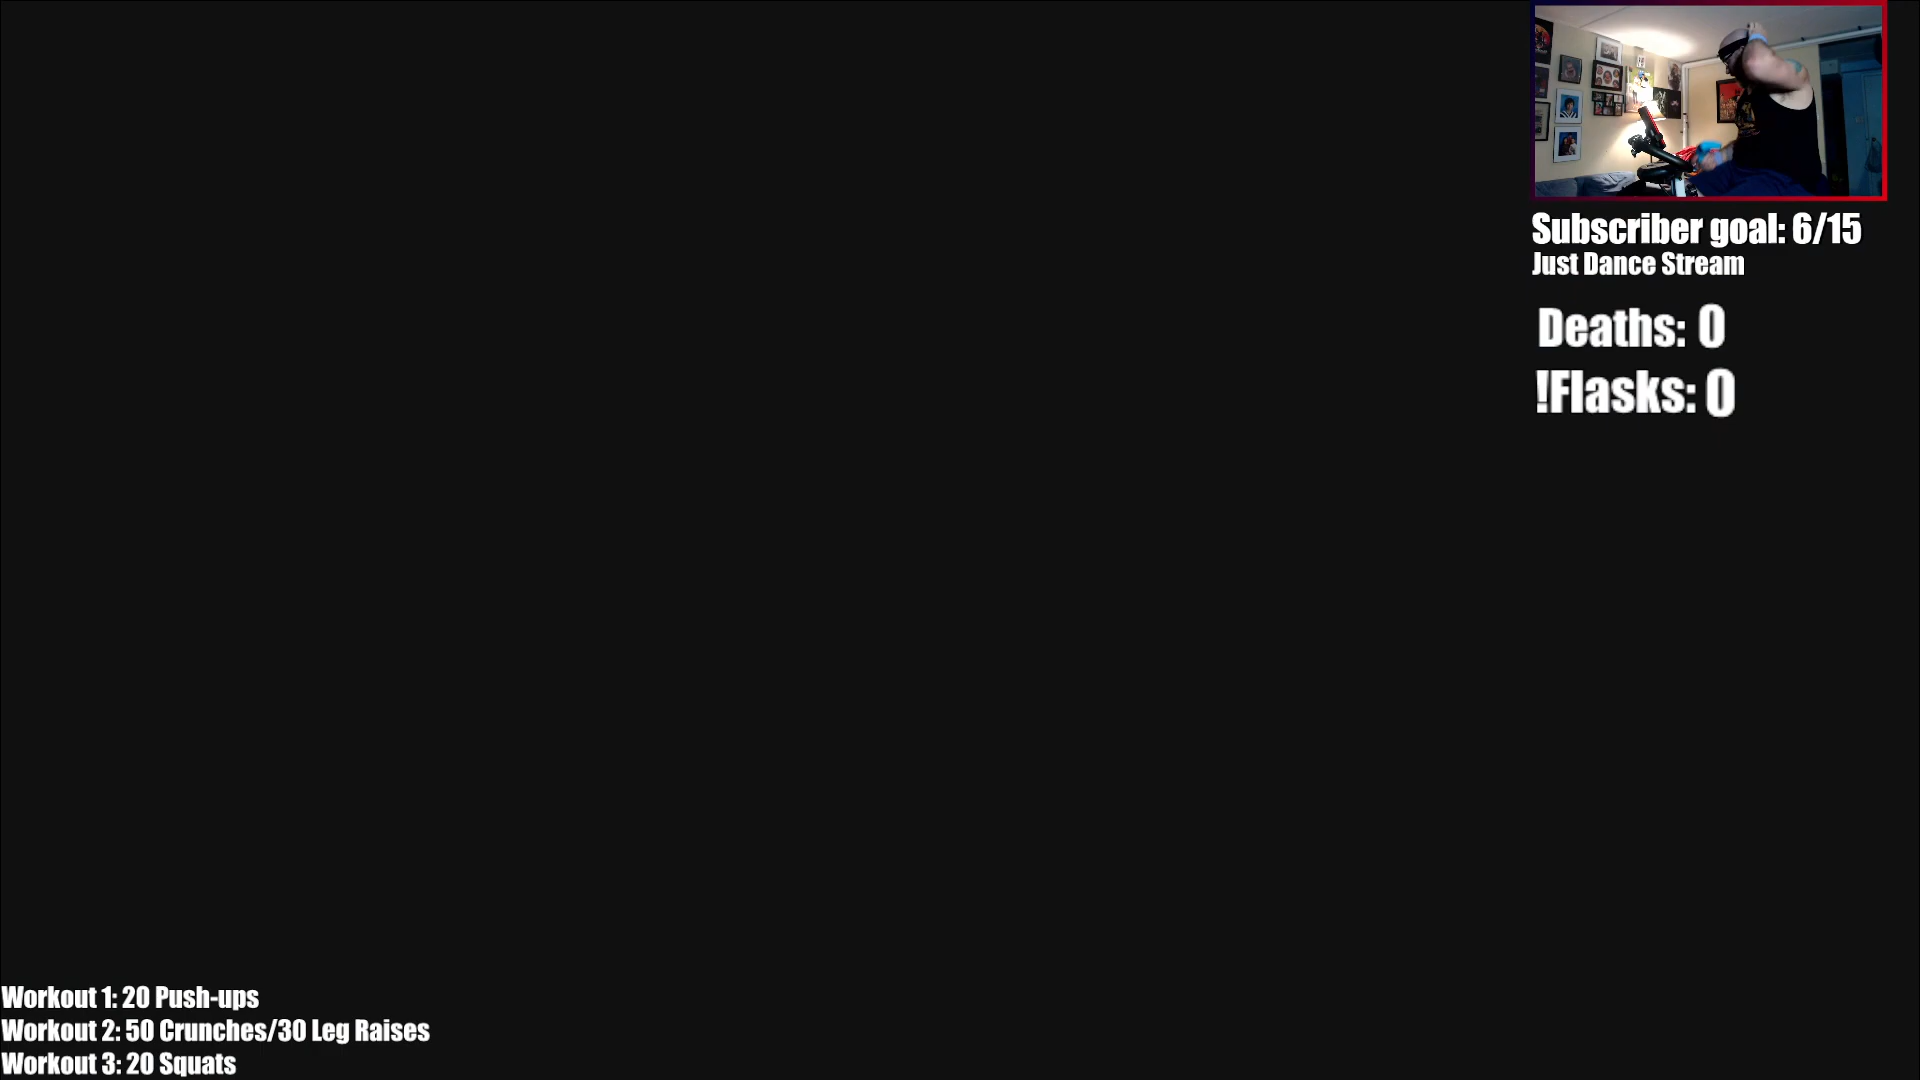 Subscriber goal: 6/15
Just Dance Stream
Deaths: 0
!Flasks: 0
Workout 1: 20 Push-ups
Workout 2: 50 Crunches/30 Leg Raises
Workout 3: 20 Squats